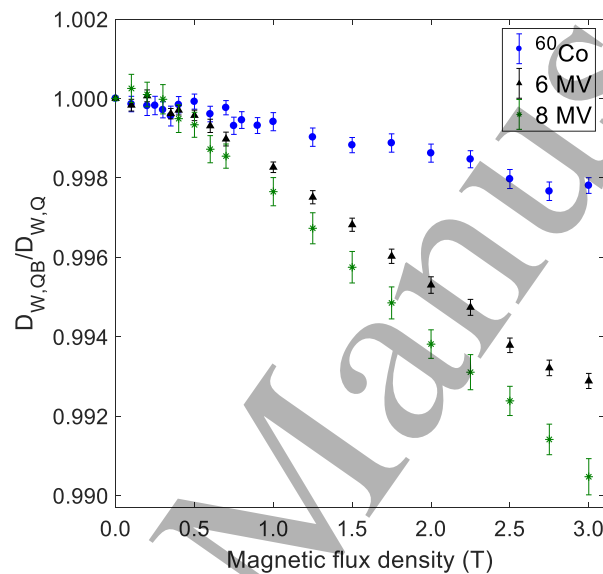 1.002
1.000
0.998
0.996
0.994
0.992
0.990
D_W,QB/D_W,Q
60Co
6 MV
8 MV
0.0 0.5 1.0 1.5 2.0 2.5 3.0
Magnetic flux density (T)
Manus